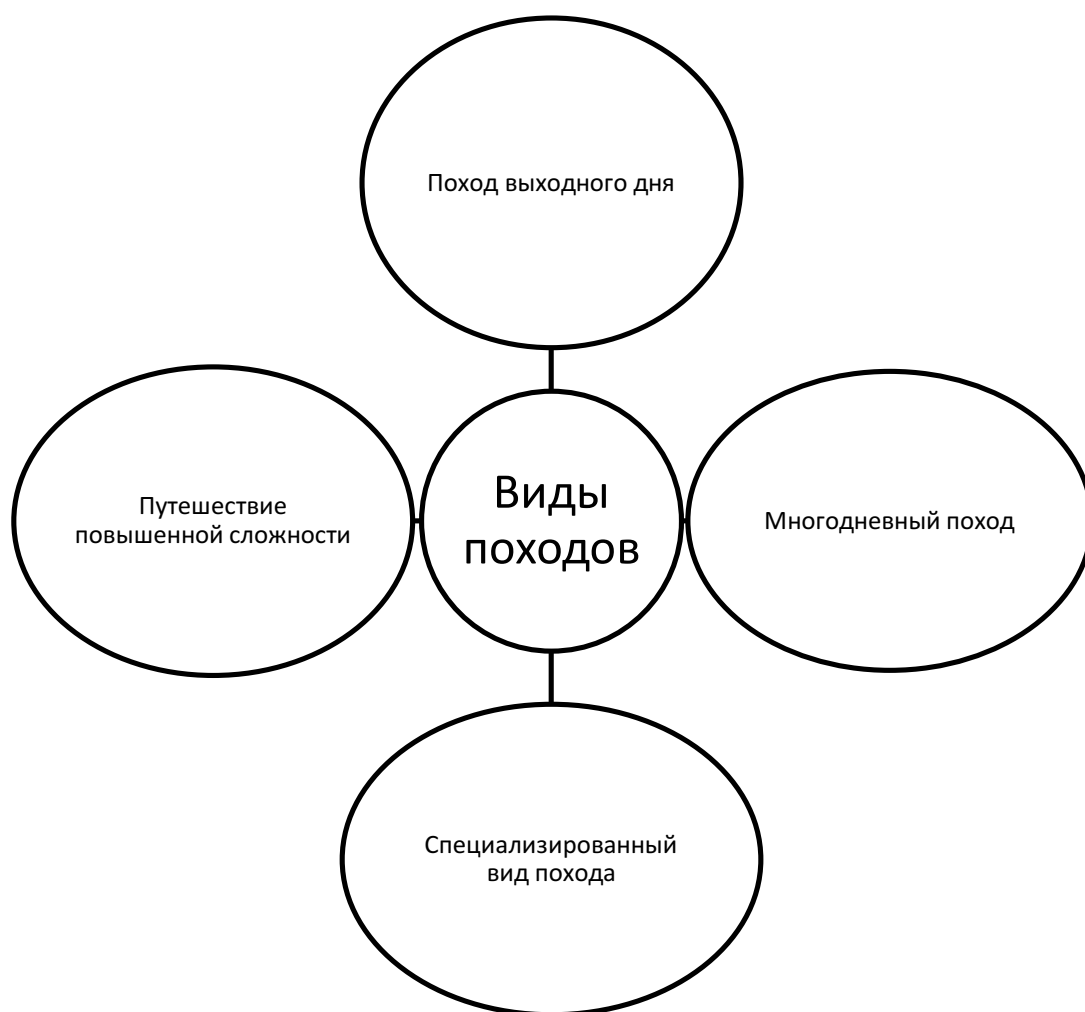 Поход выходного дня
Путешествие
повышенной сложности
Виды
походов
Многодневный поход
Специализированный
вид похода